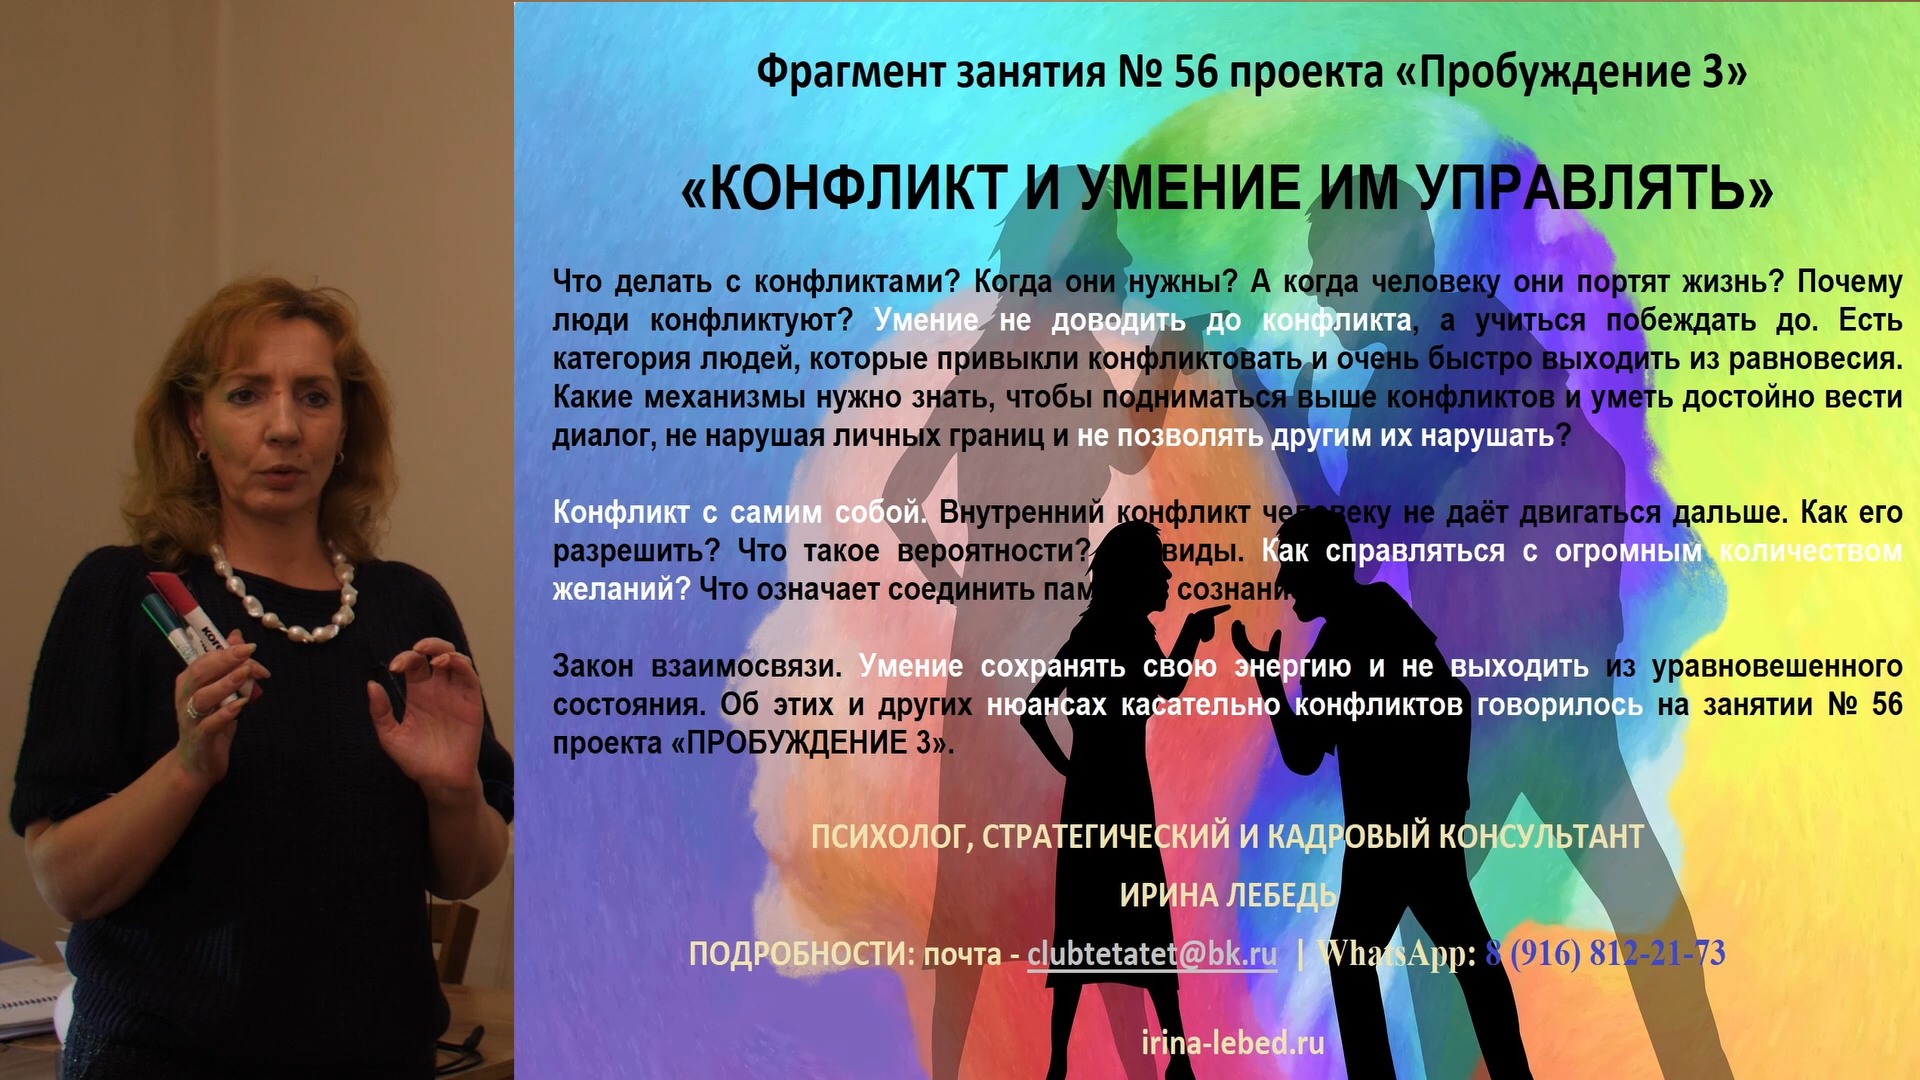 Фрагмент занятия № 56 проекта «Пробуждение 3»
«КОНФЛИКТ И УМЕНИЕ ИМ УПРАВЛЯТЬ»
Что делать с конфликтами? Когда они нужны? А когда человеку они портят жизнь? Почему
люди конфликтуют? Умение не доводить до конфликта, а учиться побеждать до. Есть
категория людей, которые привыкли конфликтовать и очень быстро выходить из равновесия.
Какие механизмы нужно знать, чтобы подниматься выше конфликтов и уметь достойно вести
диалог, не нарушая личных границ и не позволять другим их нарушать?
Конфликт с самим собой. Внутренний конфликт человеку не даёт двигаться дальше. Как его
разрешить? Что такое вероятности? виды. Как справляться с огромным количеством
желаний? Что означает соединить
Закон взаимосвязи. Умение сохранять свою энергию и не выходить из уравновешенного
состояния. Об этих и других нюансах касательно конфликтов говорилось на занятии № 56
проекта «ПРОБУЖДЕНИЕ 3».
ПСИХОЛОГ, СТРАТЕГИЧЕСКИЙ И КАДРОВЫЙ КОНСУЛЬТАНТ
ИРИНА ЛЕБЕДЬ
ПОДРОБНОСТИ: почта - clubtetatet@bk.ru | WhatsApp: 8 (916) 812-21-73
irina-lebed.ru